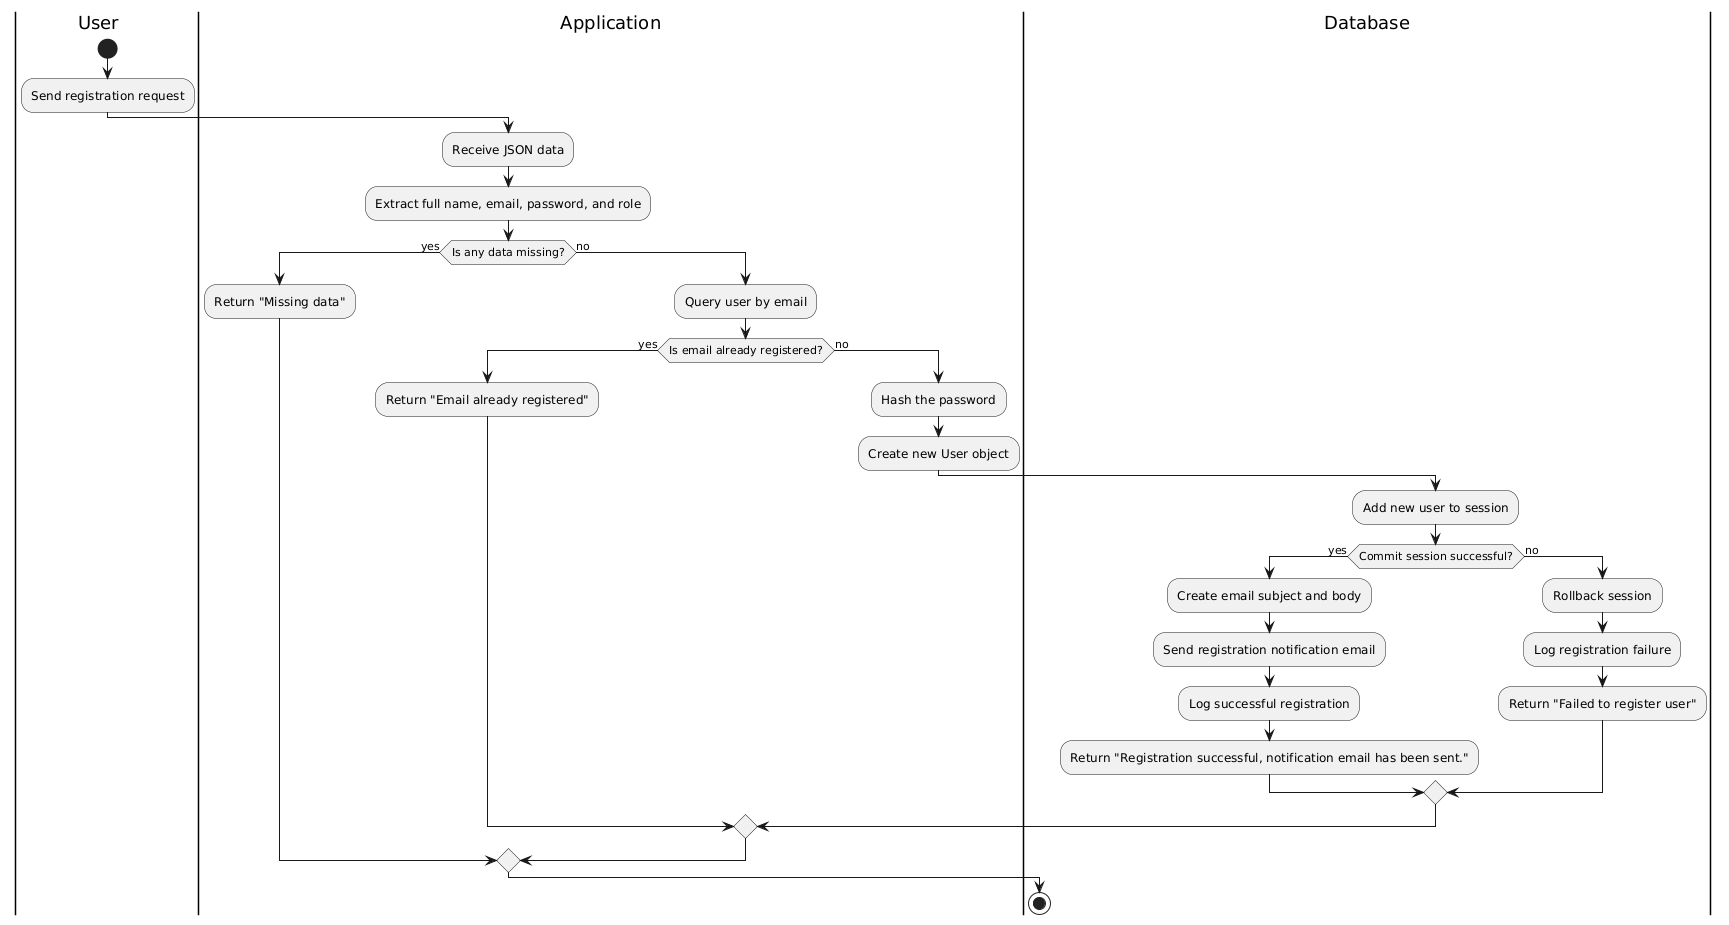 User
Application
Database
Send registration request
Receive JSON data
Extract full name, email, password, and role
yes
Is any data missing?
no
Return "Missing data"
Query user by email
yes
Is email already registered?
no
Return "Email already registered"
Hash the password
Create new User object
Add new user to session
yes
Commit session successful?
no
Create email subject and body
Rollback session
Send registration notification email
Log registration failure
Log successful registration
Return "Failed to register user"
Return "Registration successful, notification email has been sent."